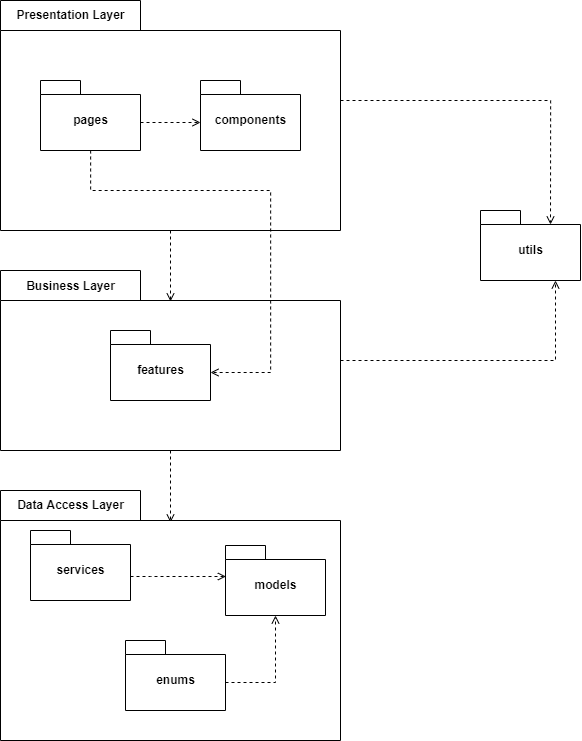 Presentation Layer
pages
components
utils
Business Layer
features
Data Access Layer
services
models
enums